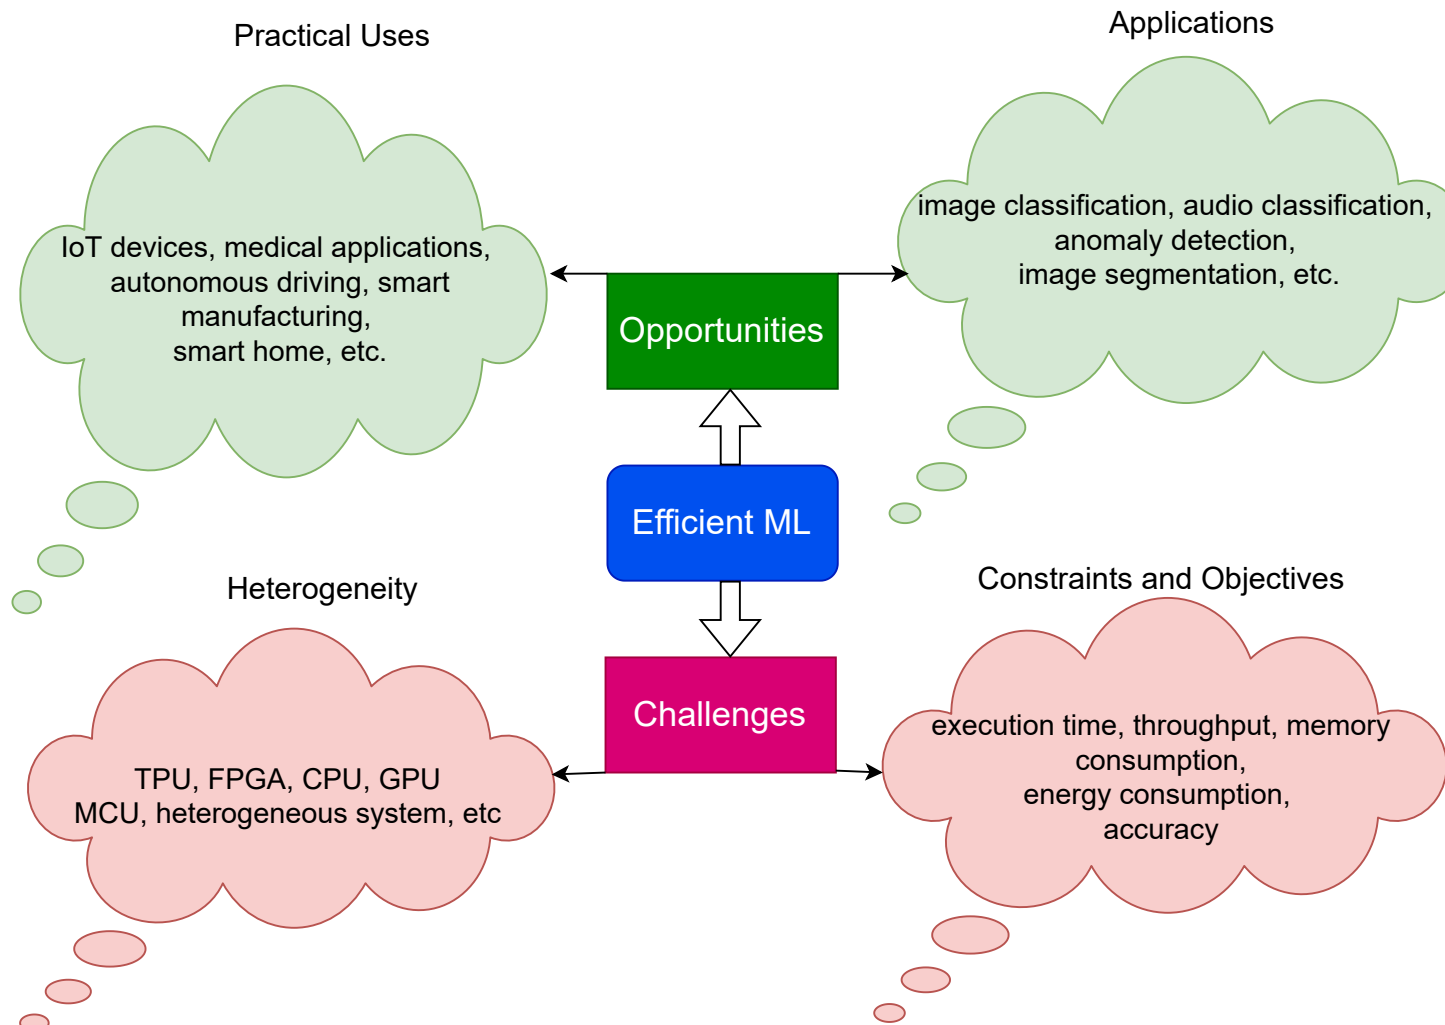 Practical Uses
IoT devices, medical applications,
autonomous driving, smart
manufacturing,
smart home, etc.
Applications
image classification, audio classification,
anomaly detection,
image segmentation, etc.
Opportunities
Efficient ML
Challenges
Heterogeneity
TPU, FPGA, CPU, GPU
MCU, heterogeneous system, etc
Constraints and Objectives
execution time, throughput, memory
consumption,
energy consumption,
accuracy